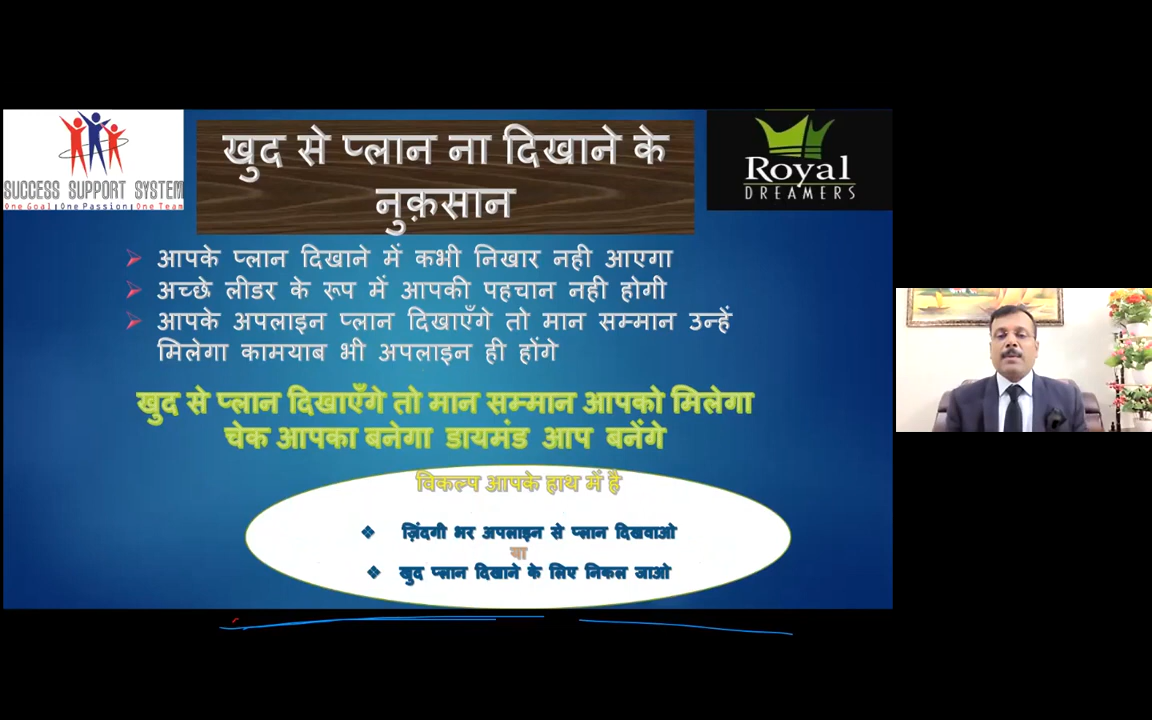 SUCCESS SUPPORT SYSTEM
One Goal | One Passion | One Team
खुद से प्लान ना दिखाने के
नुक़सान
Royal
DREAMERS
आपके प्लान दिखाने में कभी निखार नही आएगा
अच्छे लीडर के रूप में आपकी पहचान नही होगी
आपके अपलाइन प्लान दिखाएँगे तो मान सम्मान उन्हें
मिलेगा कामयाब भी अपलाइन ही होंगे
खुद से प्लान दिखाएँगे तो मान सम्मान आपको मिलेगा
चेक आपका बनेगा डायमंड आप बनेंगे
विकल्प आपके हाथ में है
ज़िंदगी भर अपलाइन से प्लान दिखवाओ
या
खुद प्लान दिखाने के लिए निकल जाओ